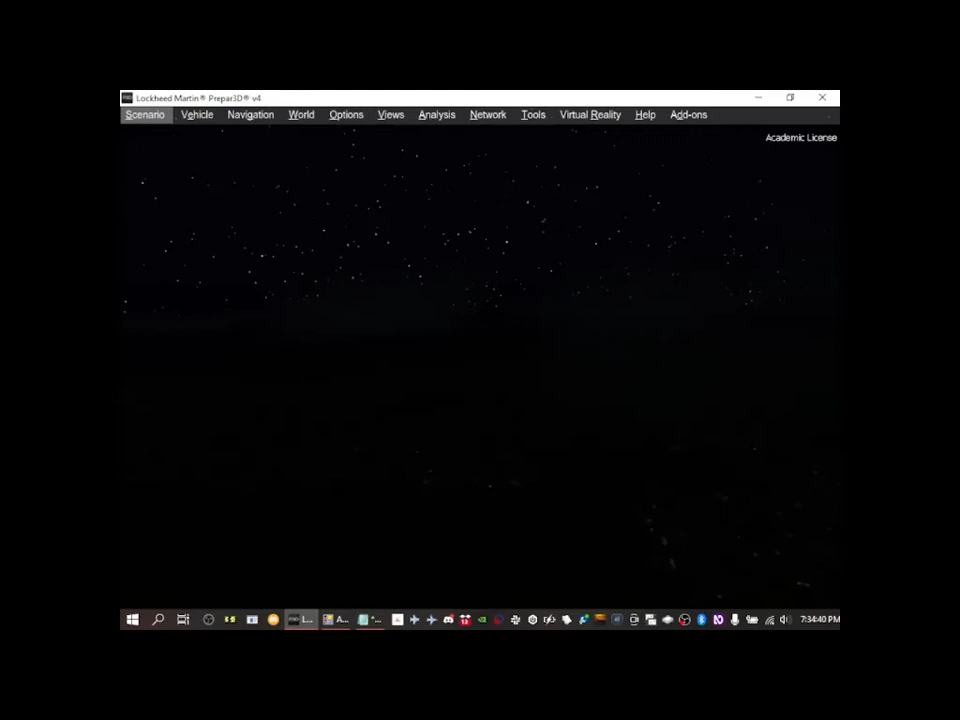 Lockheed Martin® Prepar3D® v4
Scenario Vehicle Navigation World Options Views Analysis Network Tools Virtual Reality Help Add-ons
Academic License
L... A... 7:34:40 PM